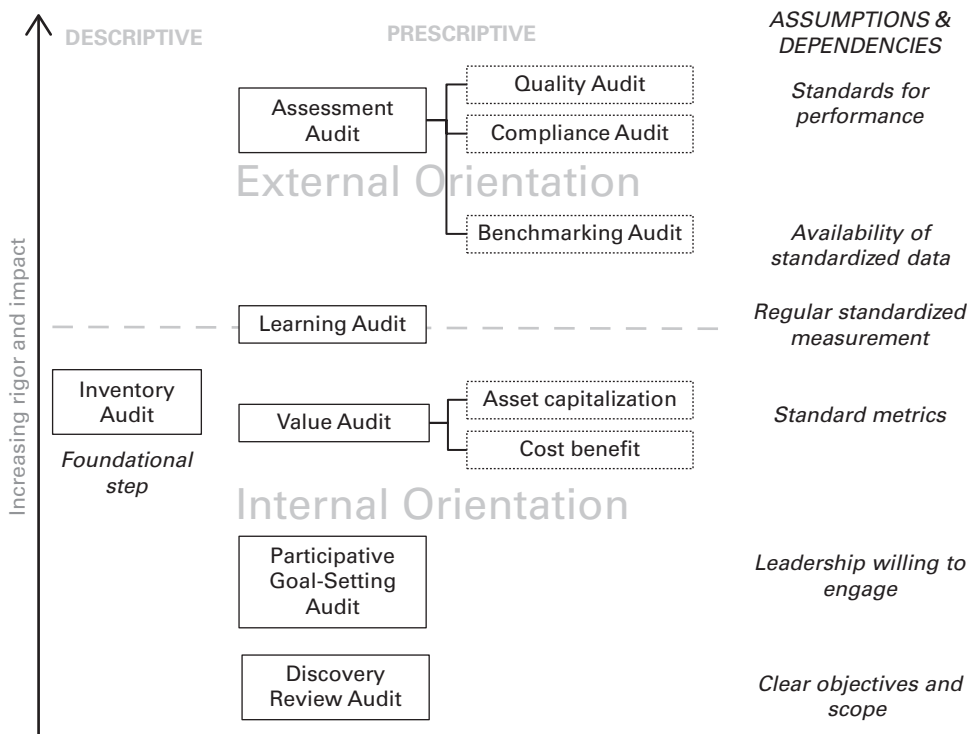 DESCRIPTIVE
PRESCRIPTIVE
ASSUMPTIONS &
DEPENDENCIES
Assessment
Audit
Quality Audit
Compliance Audit
Standards for
performance
External Orientation
Benchmarking Audit
Availability of
standardized data
Learning Audit
Regular standardized
measurement
Increasing rigor and impact
Inventory
Audit
Foundational
step
Value Audit
Asset capitalization
Cost benefit
Standard metrics
Internal Orientation
Participative
Goal-Setting
Audit
Leadership willing to
engage
Discovery
Review Audit
Clear objectives and
scope